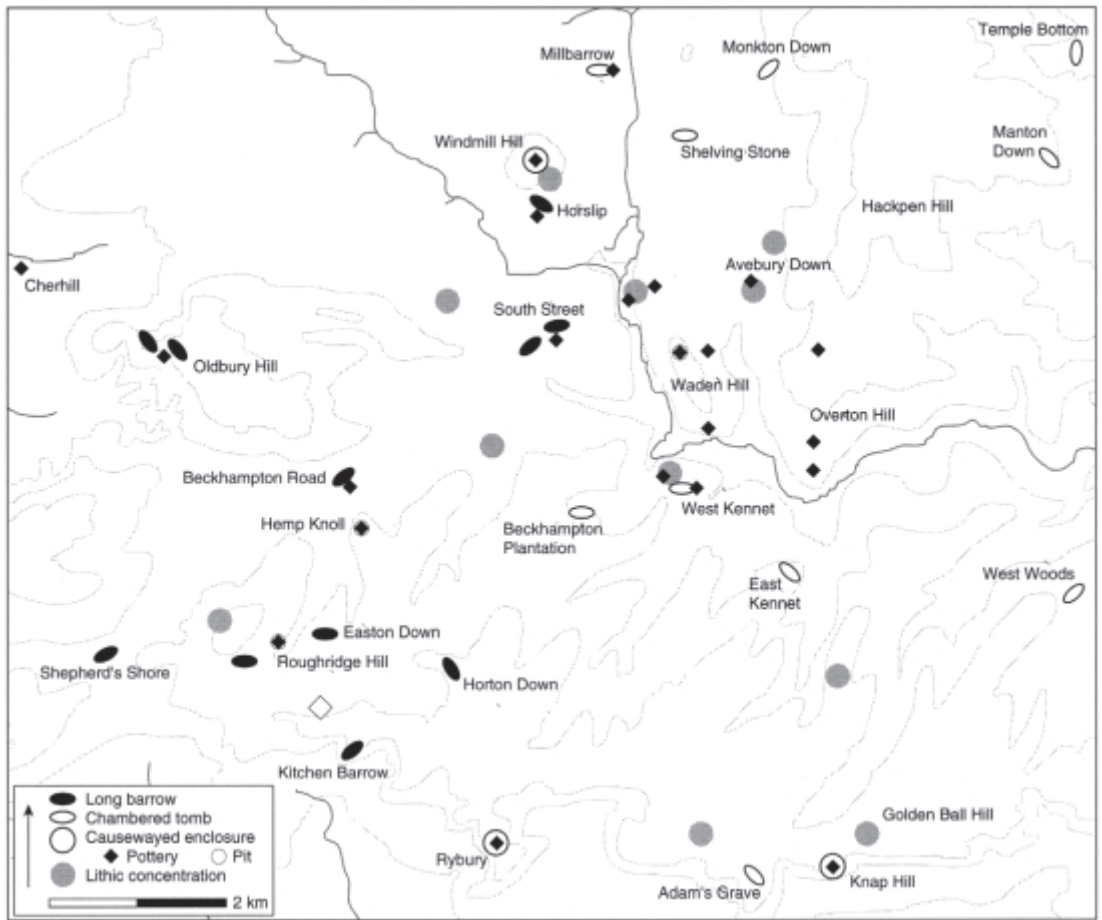 Temple Bottom
Millbarrow
Monkton Down
Windmill Hill
Shelving Stone
Manton
Down
Horslip
Hackpen Hill
Avebury Down
Cherhill
South Street
Oldbury Hill
Waden Hill
Overton Hill
Beckhampton Road
West Kennet
Hemp Knoll
Beckhampton
Plantation
East
Kennet
West Woods
Easton Down
Roughridge Hill
Shepherd's Shore
Horton Down
Kitchen Barrow
Golden Ball Hill
Rybury
Adam's Grave
Knap Hill
Long barrow
Chambered tomb
Causewayed enclosure
Pottery Pit
Lithic concentration
2 km